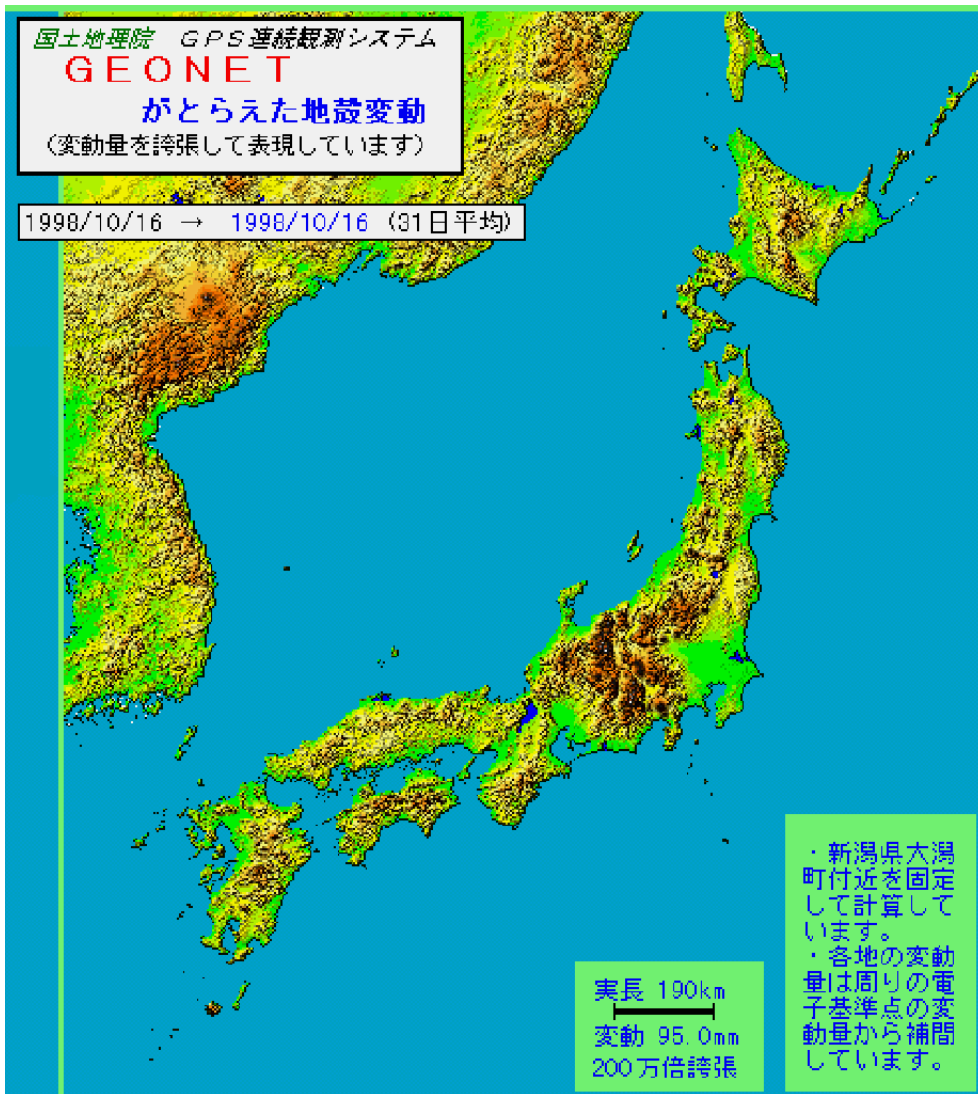 国土地理院 GPS連続観測システム
GEONET
がとらえた地殻変動
(変動量を誇張して表現しています)
1998/10/16 → 1998/10/16 (31日平均)
・新潟県大潟
町付近を固定
して計算して
います。
・各地の変動
量は周りの電
子基準点の変
動量から補間
しています。
実長 190km
変動 95.0mm
200万倍誇張